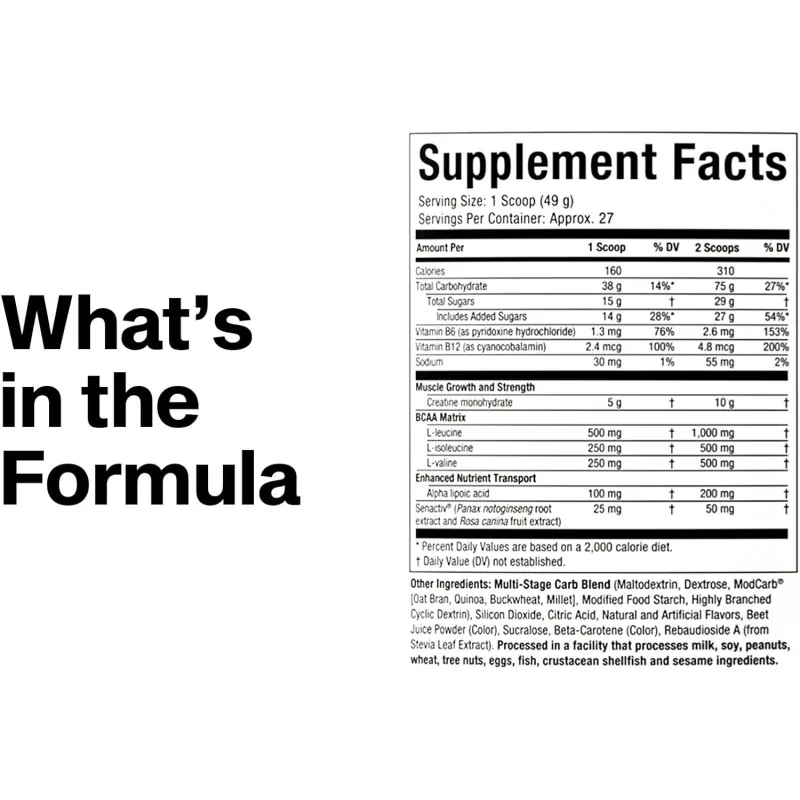 What's
in the
Formula
Supplement Facts
Serving Size: 1 Scoop (49 g)
Servings Per Container: Approx. 27
Amount Per 1 Scoop % DV 2 Scoops % DV
Calories 160 310
Total Carbohydrate 38 g 14%* 75 g 27%*
Total Sugars 15 g † 29 g †
Includes Added Sugars 14 g 28%* 27 g 54%*
Vitamin B6 (as pyridoxine hydrochloride) 1.3 mg 76% 2.6 mg 153%
Vitamin B12 (as cyanocobalamin) 2.4 mcg 100% 4.8 mcg 200%
Sodium 30 mg 1% 55 mg 2%
Muscle Growth and Strength
Creatine monohydrate 5 g † 10 g †
BCAA Matrix
L-leucine 500 mg † 1,000 mg †
L-isoleucine 250 mg † 500 mg †
L-valine 250 mg † 500 mg †
Enhanced Nutrient Transport
Alpha lipoic acid 100 mg † 200 mg †
Senactiv® (Panax notoginseng root 25 mg † 50 mg †
extract and Rosa canina fruit extract)
* Percent Daily Values are based on a 2,000 calorie diet.
† Daily Value (DV) not established.
Other Ingredients: Multi-Stage Carb Blend (Maltodextrin, Dextrose, ModCarb®
[Oat Bran, Quinoa, Buckwheat, Millet], Modified Food Starch, Highly Branched
Cyclic Dextrin), Silicon Dioxide, Citric Acid, Natural and Artificial Flavors, Beet
Juice Powder (Color), Sucralose, Beta-Carotene (Color), Rebaudioside A (from
Stevia Leaf Extract). Processed in a facility that processes milk, soy, peanuts,
wheat, tree nuts, eggs, fish, crustacean shellfish and sesame ingredients.